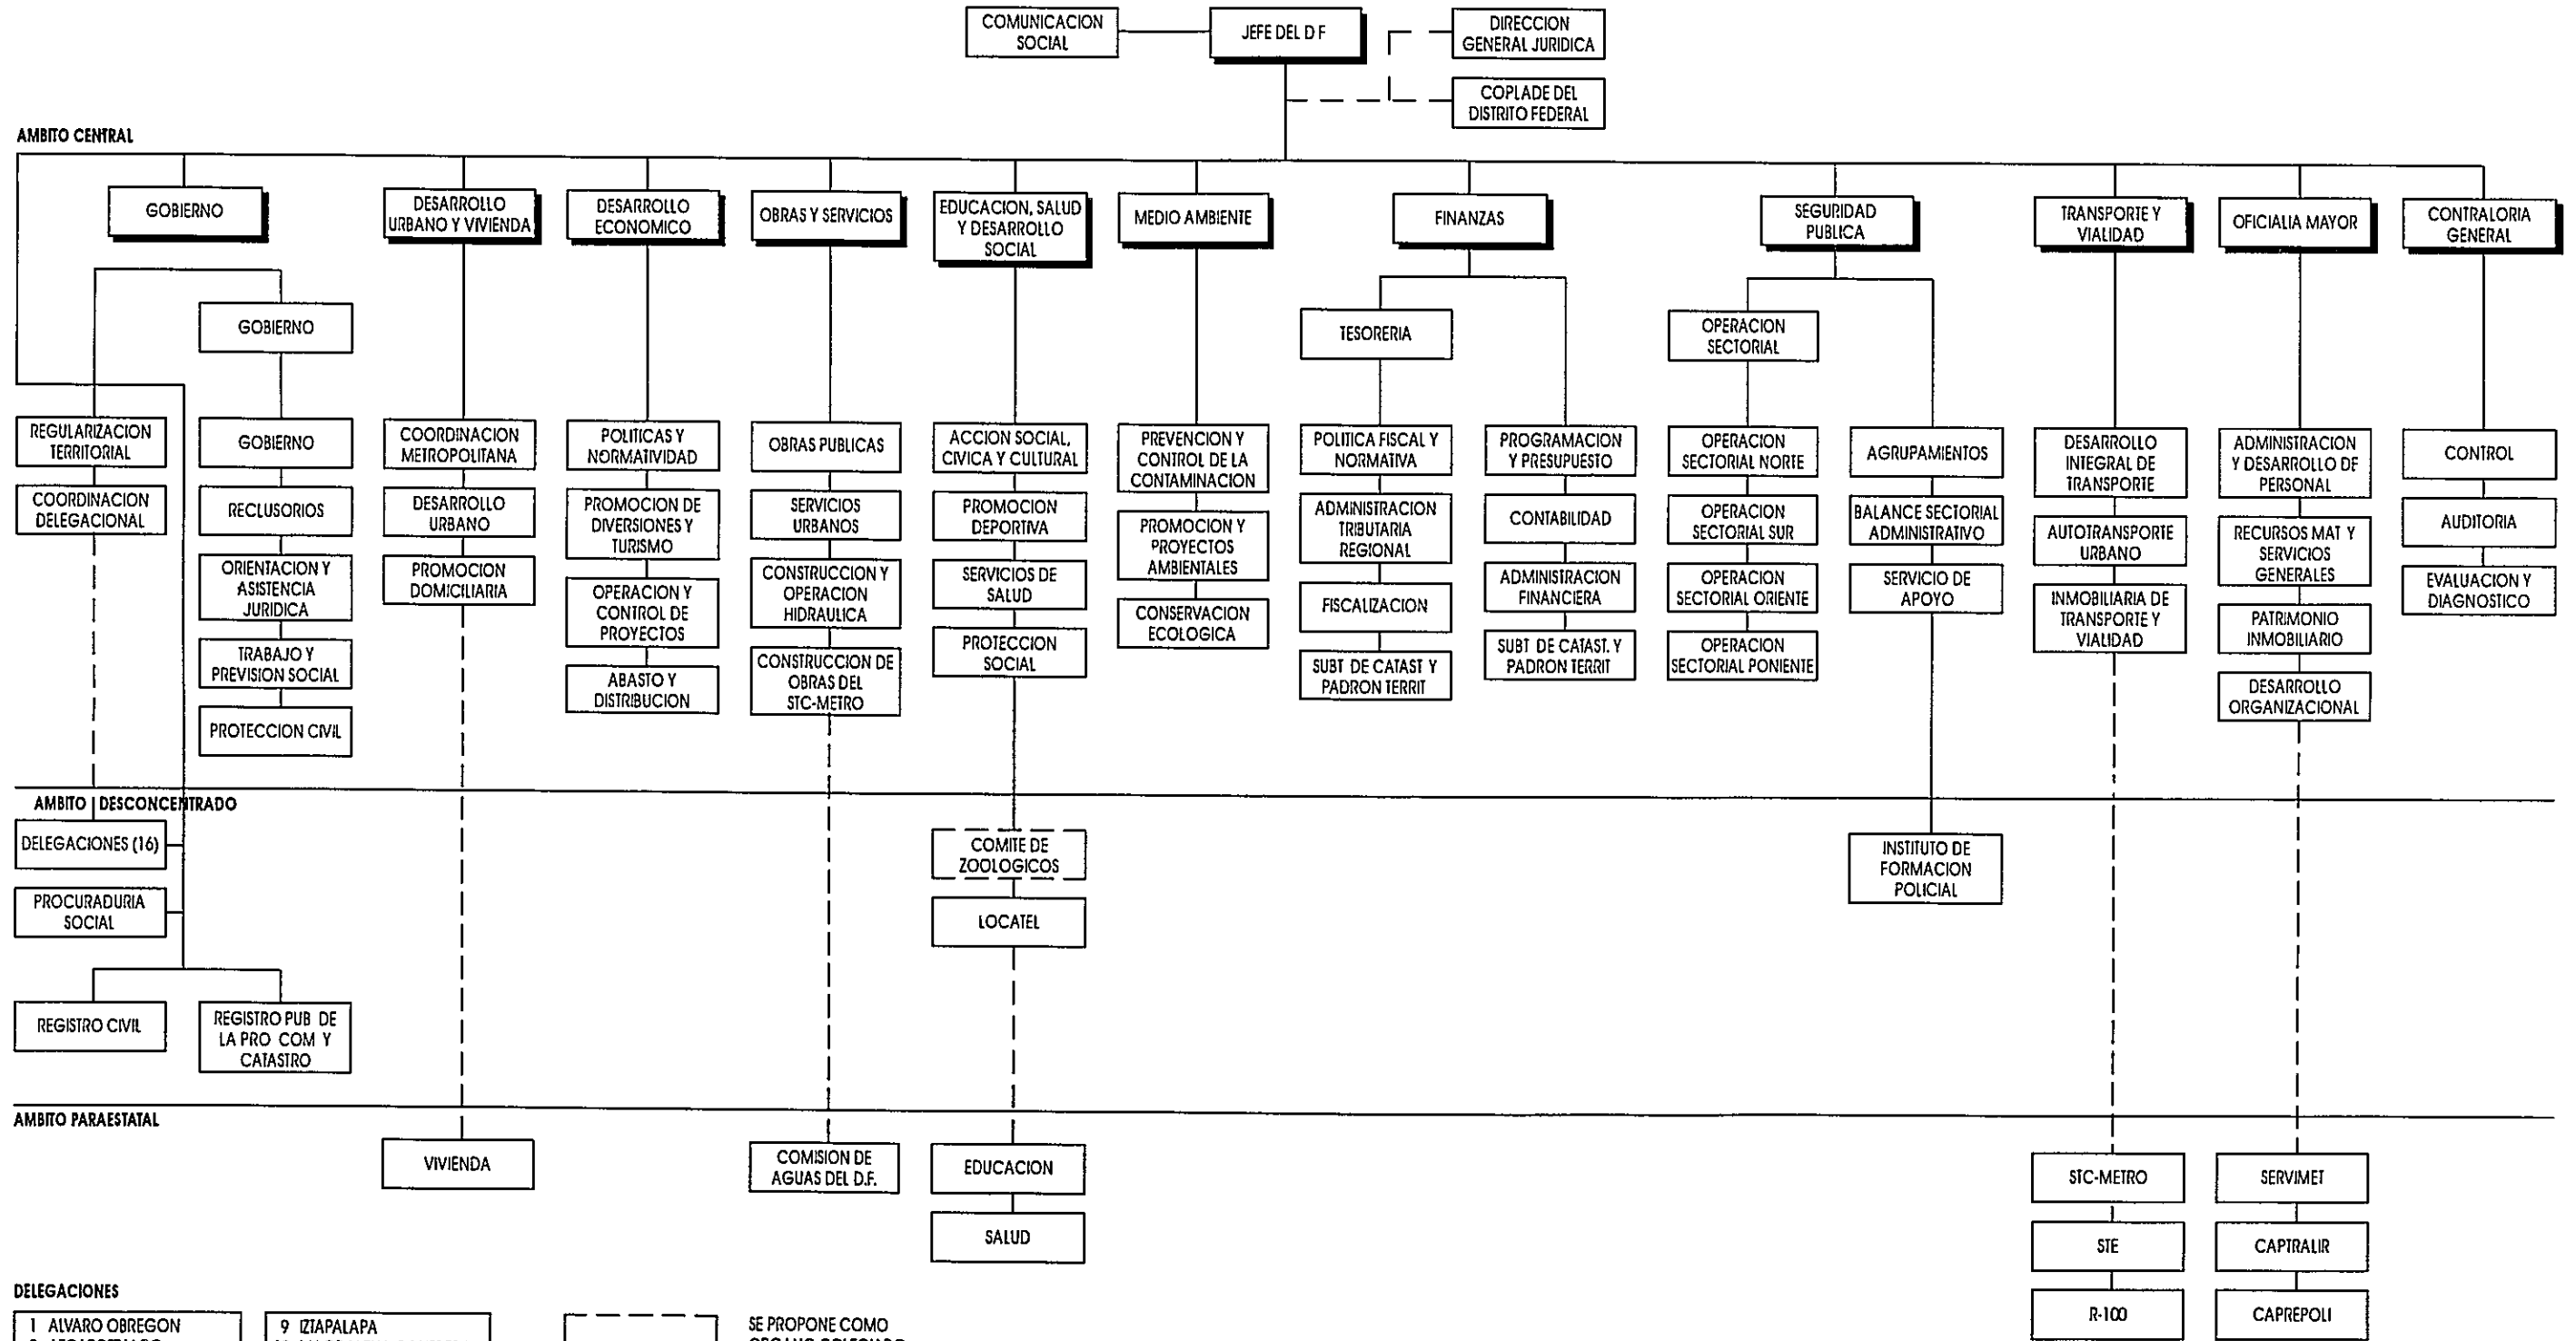 COMUNICACION
SOCIAL
JEFE DEL D F
DIRECCION
GENERAL JURIDICA
COPLADE DEL
DISTRITO FEDERAL
AMBITO CENTRAL
GOBIERNO
DESARROLLO
URBANO Y VIVIENDA
DESARROLLO
ECONOMICO
OBRAS Y SERVICIOS
EDUCACION, SALUD
Y DESARROLLO
SOCIAL
MEDIO AMBIENTE
FINANZAS
SEGURIDAD
PUBLICA
TRANSPORTE Y
VIALIDAD
OFICIALIA MAYOR
CONTRALORIA
GENERAL
GOBIERNO
TESORERIA
OPERACION
SECTORIAL
REGULARIZACION
TERRITORIAL
COORDINACION
DELEGACIONAL
GOBIERNO
RECLUSORIOS
ORIENTACION Y
ASISTENCIA
JURIDICA
TRABAJO Y
PREVISION SOCIAL
PROTECCION CIVIL
COORDINACION
METROPOLITANA
DESARROLLO
URBANO
PROMOCION
DOMICILIARIA
POLITICAS Y
NORMATIVIDAD
PROMOCION DE
DIVERSIONES Y
TURISMO
OPERACION Y
CONTROL DE
PROYECTOS
ABASTO Y
DISTRIBUCION
OBRAS PUBLICAS
SERVICIOS
URBANOS
CONSTRUCCION Y
OPERACION
HIDRAULICA
CONSTRUCCION DE
OBRAS DEL
STC-METRO
ACCION SOCIAL,
CIVICA Y CULTURAL
PROMOCION
DEPORTIVA
SERVICIOS DE
SALUD
PROTECCION
SOCIAL
PREVENCION Y
CONTROL DE LA
CONTAMINACION
PROMOCION Y
PROYECTOS
AMBIENTALES
CONSERVACION
ECOLOGICA
POLITICA FISCAL Y
NORMATIVA
ADMINISTRACION
TRIBUTARIA
REGIONAL
FISCALIZACION
SUBT DE CATAST Y
PADRON TERRIT
PROGRAMACION
Y PRESUPUESTO
CONTABILIDAD
ADMINISTRACION
FINANCIERA
SUBT DE CATAST. Y
PADRON TERRIT
OPERACION
SECTORIAL NORTE
OPERACION
SECTORIAL SUR
OPERACION
SECTORIAL ORIENTE
OPERACION
SECTORIAL PONIENTE
AGRUPAMIENTOS
BALANCE SECTORIAL
ADMINISTRATIVO
SERVICIO DE
APOYO
DESARROLLO
INTEGRAL DE
TRANSPORTE
AUTOTRANSPORTE
URBANO
INMOBILIARIA DE
TRANSPORTE Y
VIALIDAD
ADMINISTRACION
Y DESARROLLO DE
PERSONAL
RECURSOS MAT Y
SERVICIOS
GENERALES
PATRIMONIO
INMOBILIARIO
DESARROLLO
ORGANIZACIONAL
CONTROL
AUDITORIA
EVALUACION Y
DIAGNOSTICO
AMBITO DESCONCENTRADO
DELEGACIONES (16)
PROCURADURIA
SOCIAL
REGISTRO CIVIL
REGISTRO PUB DE
LA PRO COM Y
CATASTRO
COMITE DE
ZOOLOGICOS
LOCATEL
INSTITUTO DE
FORMACION
POLICIAL
AMBITO PARAESTATAL
VIVIENDA
COMISION DE
AGUAS DEL D.F.
EDUCACION
SALUD
STC-METRO
STE
R-100
SERVIMET
CAPTRALIR
CAPREPOLI
DELEGACIONES
1 ALVARO OBREGON
9 IZTAPALAPA
SE PROPONE COMO